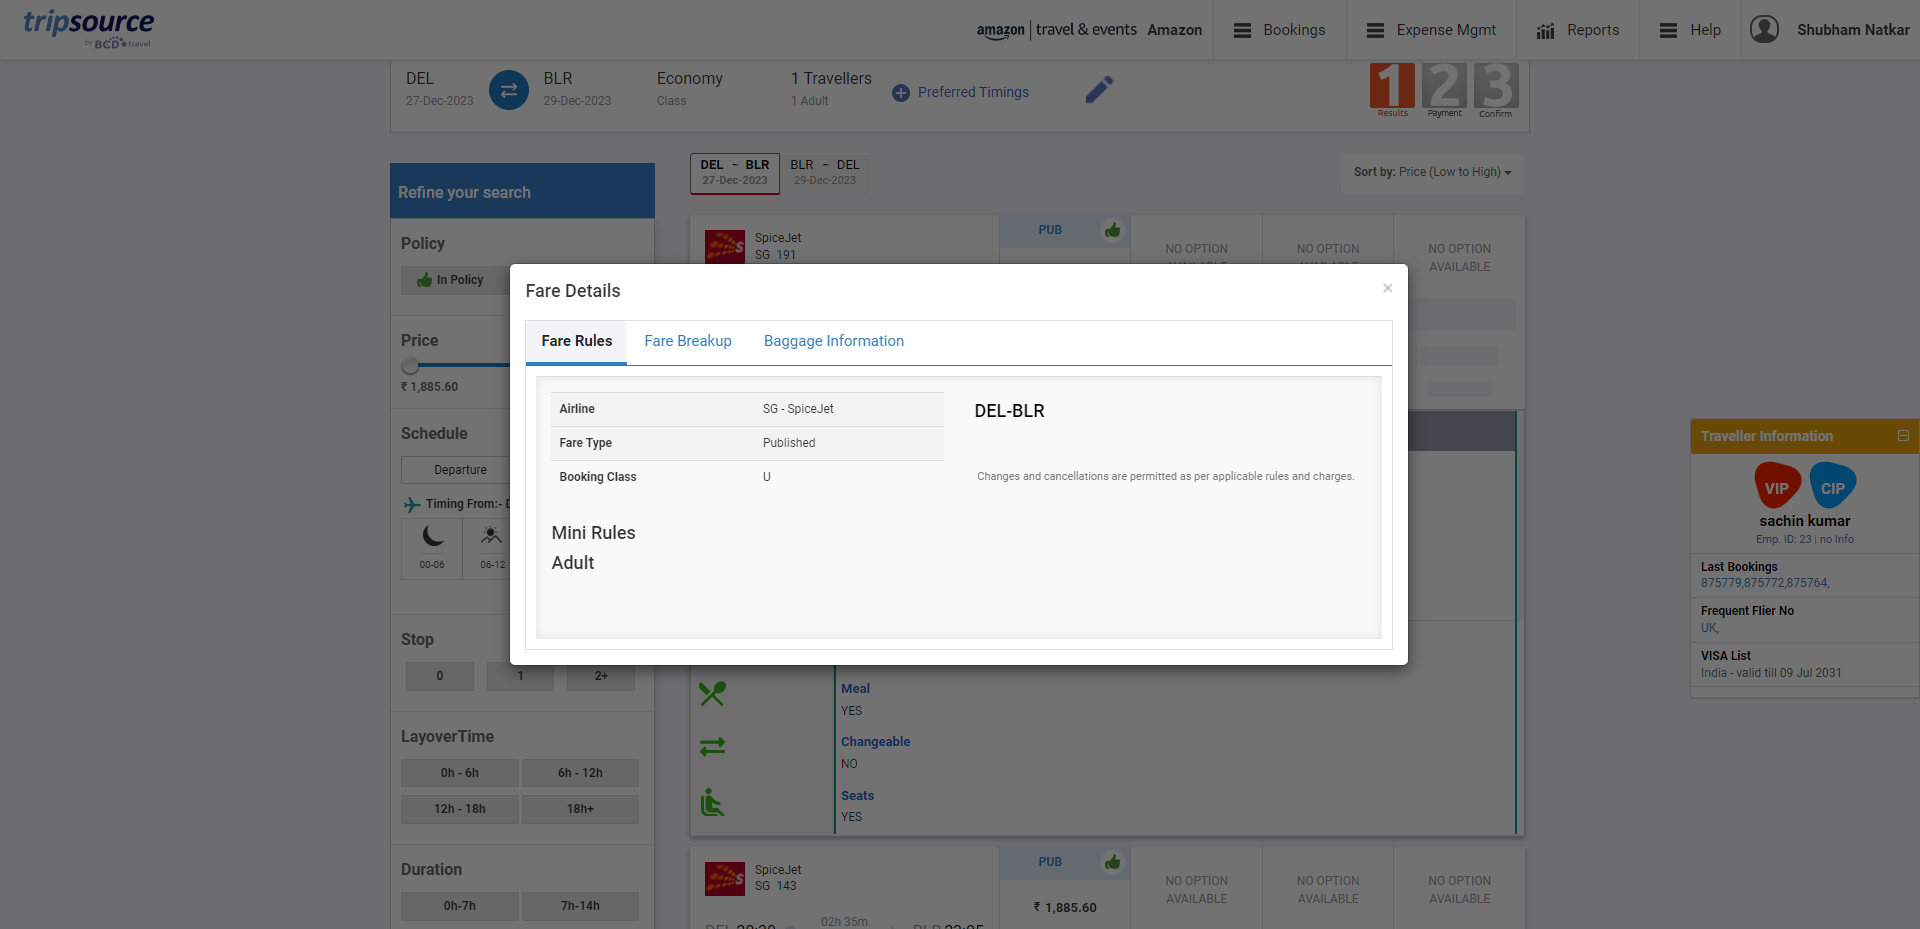 tripsource
by BCD travel
amazon | travel & events Amazon
Bookings
Expense Mgmt
Reports
Help
Shubham Natkar
DEL
27-Dec-2023
BLR
29-Dec-2023
Economy
Class
1 Travellers
1 Adult
Preferred Timings
1 2 3
Results Payment Confirm
Refine your search
DEL - BLR
27-Dec-2023
BLR - DEL
29-Dec-2023
Sort by: Price (Low to High)
Policy
In Policy
Price
₹ 1,885.60
Schedule
Departure
Timing From:-
00-06
06-12
Stop
0 1 2+
LayoverTime
0h - 6h 6h - 12h
12h - 18h 18h+
Duration
0h-7h 7h-14h
SpiceJet
SG 191
PUB
NO OPTION
AVAILABLE
NO OPTION
AVAILABLE
NO OPTION
AVAILABLE
Fare Details
×
Fare Rules Fare Breakup Baggage Information
Airline SG - SpiceJet
Fare Type Published
Booking Class U
DEL-BLR
Changes and cancellations are permitted as per applicable rules and charges.
Mini Rules
Adult
Meal
YES
Changeable
NO
Seats
YES
SpiceJet
SG 143
PUB
₹ 1,885.60
NO OPTION
AVAILABLE
NO OPTION
AVAILABLE
NO OPTION
AVAILABLE
02h 35m
Traveller Information
VIP CIP
sachin kumar
Emp. ID: 23 | no Info
Last Bookings
875779,875772,875764,
Frequent Flier No
UK,
VISA List
India - valid till 09 Jul 2031